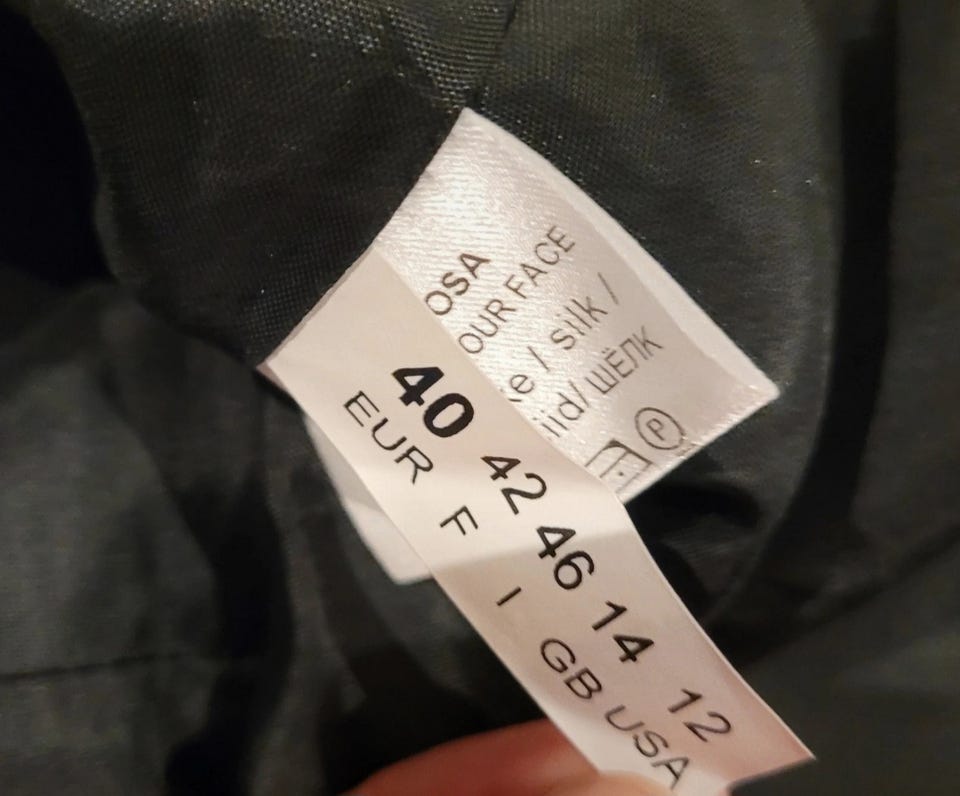 OSA
OUR FACE
/ silk /
/ ШЁЛК
P
40 42 46 14 12
EUR F I GB USA